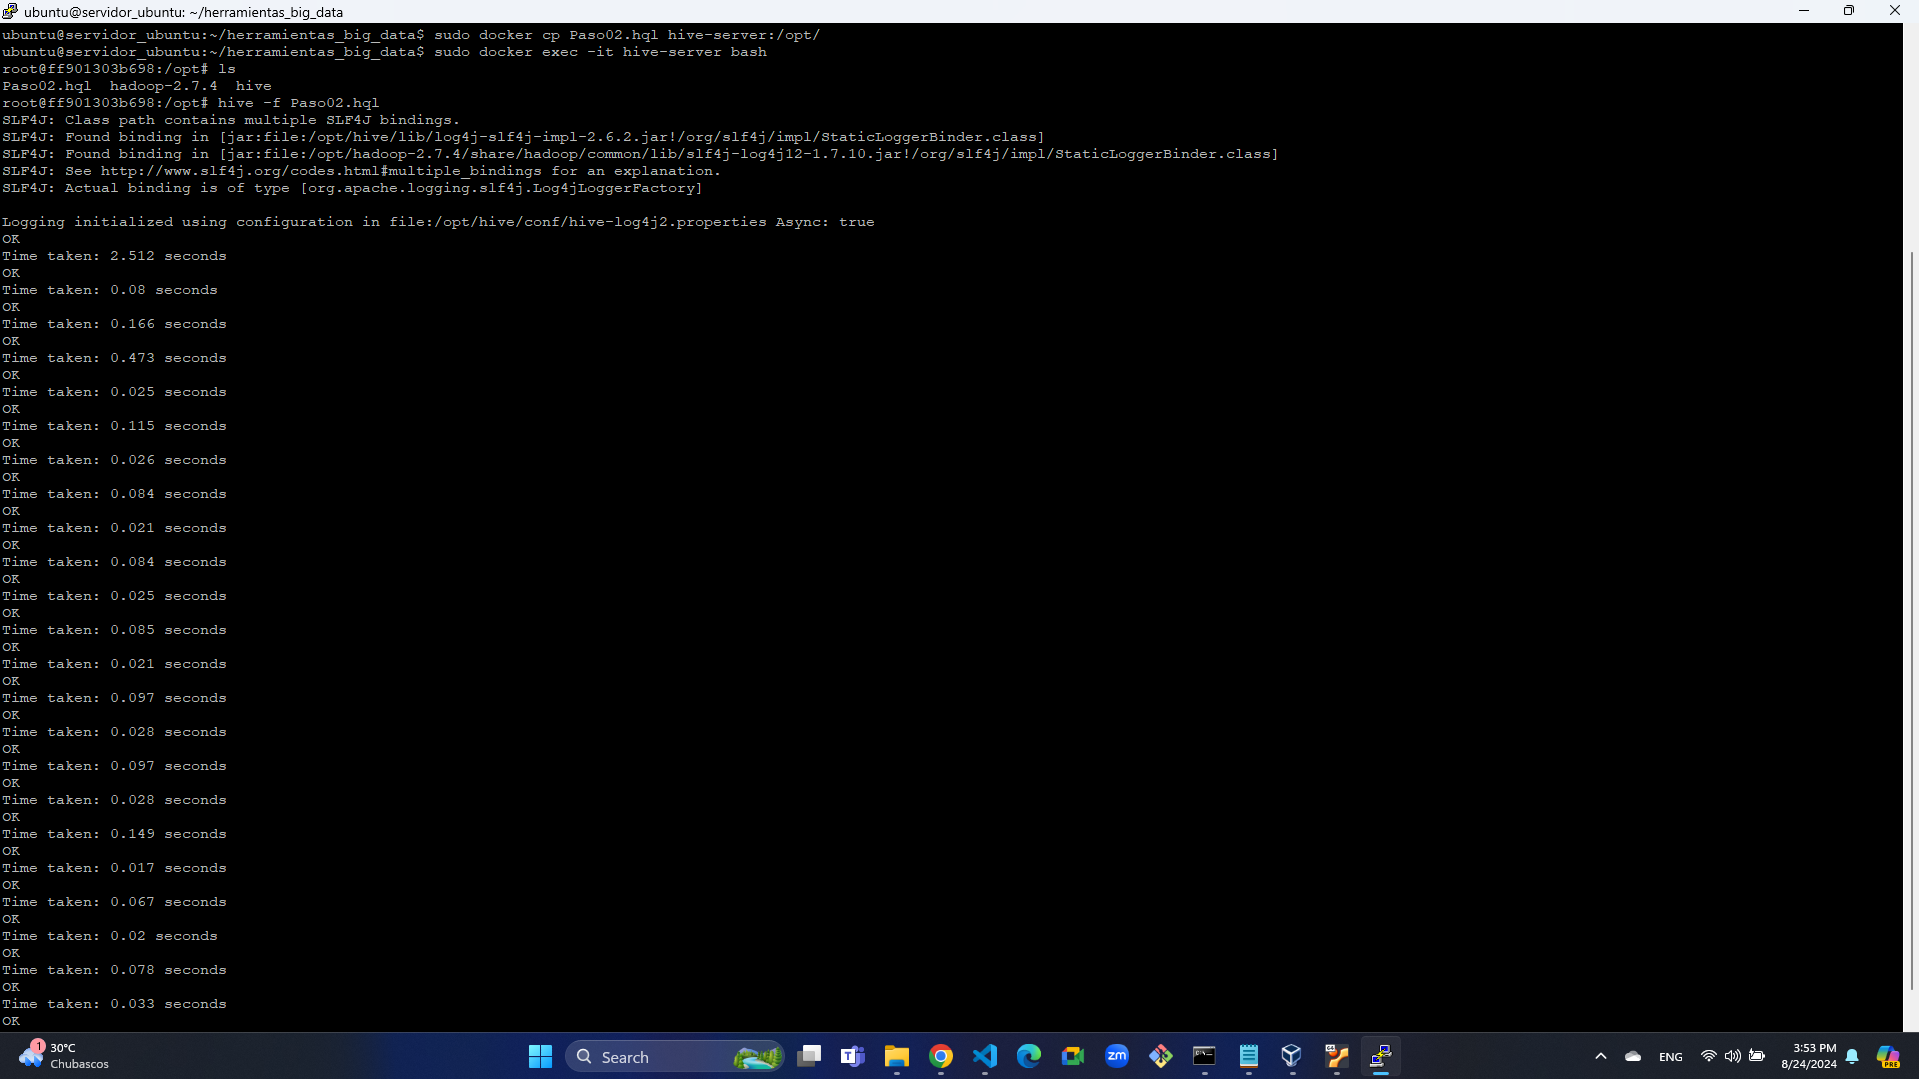 ubuntu@servidor_ubuntu: ~/herramientas_big_data
ubuntu@servidor_ubuntu:~/herramientas_big_data$ sudo docker cp Paso02.hql hive-server:/opt/
ubuntu@servidor_ubuntu:~/herramientas_big_data$ sudo docker exec -it hive-server bash
root@ff901303b698:/opt# ls
Paso02.hql  hadoop-2.7.4  hive
root@ff901303b698:/opt# hive -f Paso02.hql
SLF4J: Class path contains multiple SLF4J bindings.
SLF4J: Found binding in [jar:file:/opt/hive/lib/log4j-slf4j-impl-2.6.2.jar!/org/slf4j/impl/StaticLoggerBinder.class]
SLF4J: Found binding in [jar:file:/opt/hadoop-2.7.4/share/hadoop/common/lib/slf4j-log4j12-1.7.10.jar!/org/slf4j/impl/StaticLoggerBinder.class]
SLF4J: See http://www.slf4j.org/codes.html#multiple_bindings for an explanation.
SLF4J: Actual binding is of type [org.apache.logging.slf4j.Log4jLoggerFactory]
Logging initialized using configuration in file:/opt/hive/conf/hive-log4j2.properties Async: true
OK
Time taken: 2.512 seconds
OK
Time taken: 0.08 seconds
OK
Time taken: 0.166 seconds
OK
Time taken: 0.473 seconds
OK
Time taken: 0.025 seconds
OK
Time taken: 0.115 seconds
OK
Time taken: 0.026 seconds
OK
Time taken: 0.084 seconds
OK
Time taken: 0.021 seconds
OK
Time taken: 0.084 seconds
OK
Time taken: 0.025 seconds
OK
Time taken: 0.085 seconds
OK
Time taken: 0.021 seconds
OK
Time taken: 0.097 seconds
OK
Time taken: 0.028 seconds
OK
Time taken: 0.097 seconds
OK
Time taken: 0.028 seconds
OK
Time taken: 0.149 seconds
OK
Time taken: 0.017 seconds
OK
Time taken: 0.067 seconds
OK
Time taken: 0.02 seconds
OK
Time taken: 0.078 seconds
OK
Time taken: 0.033 seconds
OK
1
30°C
Chubascos
Search
zm
ENG
3:53 PM
8/24/2024
PRE